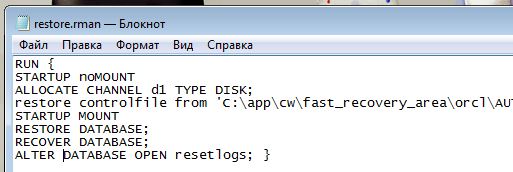 restore.rman — Блокнот
Файл Правка Формат Вид Справка
RUN {
STARTUP noMOUNT
ALLOCATE CHANNEL d1 TYPE DISK;
restore controlfile from 'C:\app\cw\fast_recovery_area\orcl\AU
STARTUP MOUNT
RESTORE DATABASE;
RECOVER DATABASE;
ALTER DATABASE OPEN resetlogs; }